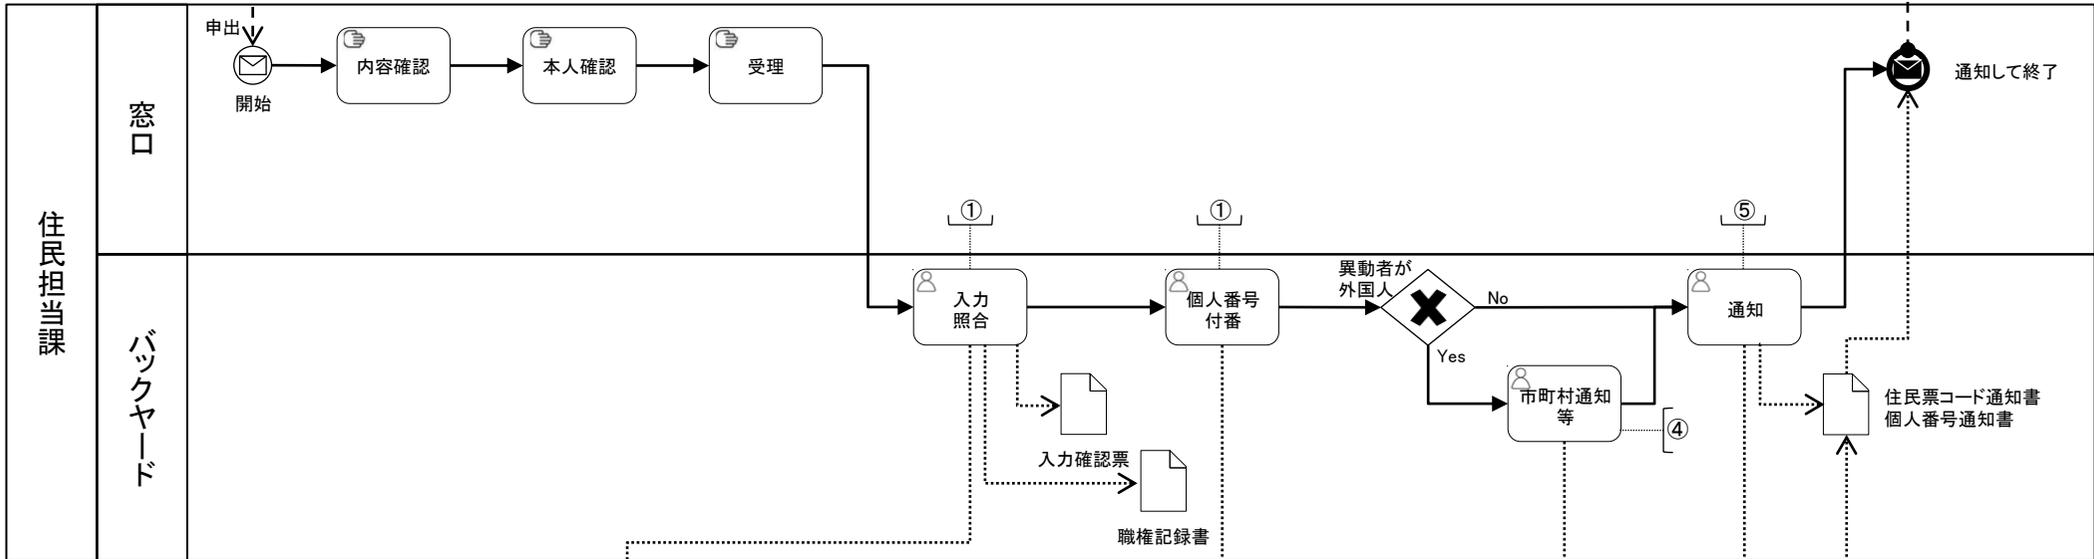 住民担当課
窓口
バックヤード
申出
開始
内容確認
本人確認
受理
通知して終了
①
①
⑤
入力
照合
個人番号
付番
異動者が
外国人
No
Yes
通知
市町村通知
等
④
入力確認票
職権記録書
住民票コード通知書
個人番号通知書